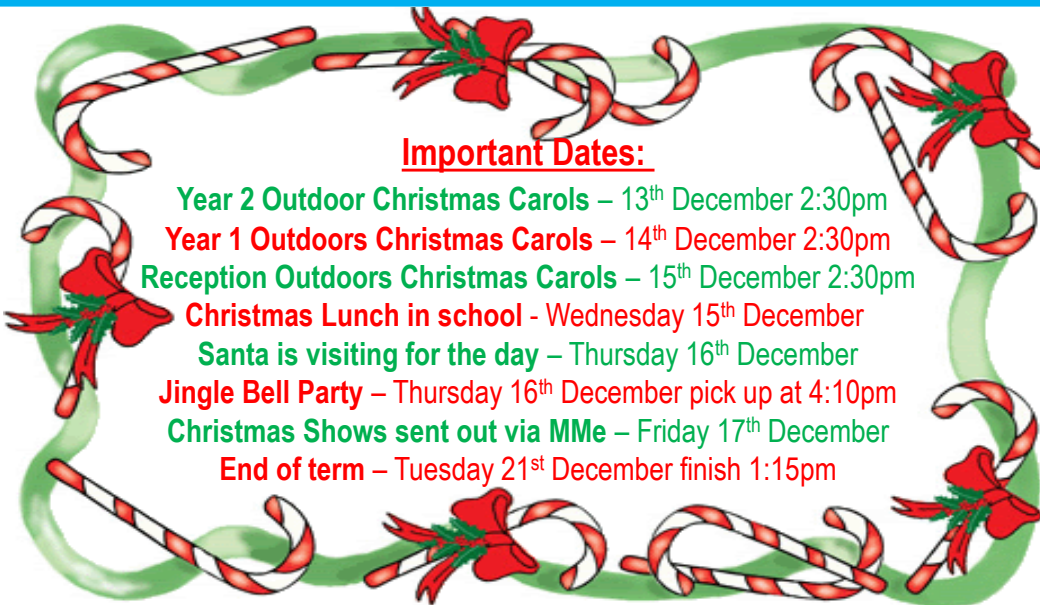 Important Dates:
Year 2 Outdoor Christmas Carols – 13th December 2:30pm
Year 1 Outdoors Christmas Carols – 14th December 2:30pm
Reception Outdoors Christmas Carols – 15th December 2:30pm
Christmas Lunch in school - Wednesday 15th December
Santa is visiting for the day – Thursday 16th December
Jingle Bell Party – Thursday 16th December pick up at 4:10pm
Christmas Shows sent out via MMe – Friday 17th December
End of term – Tuesday 21st December finish 1:15pm